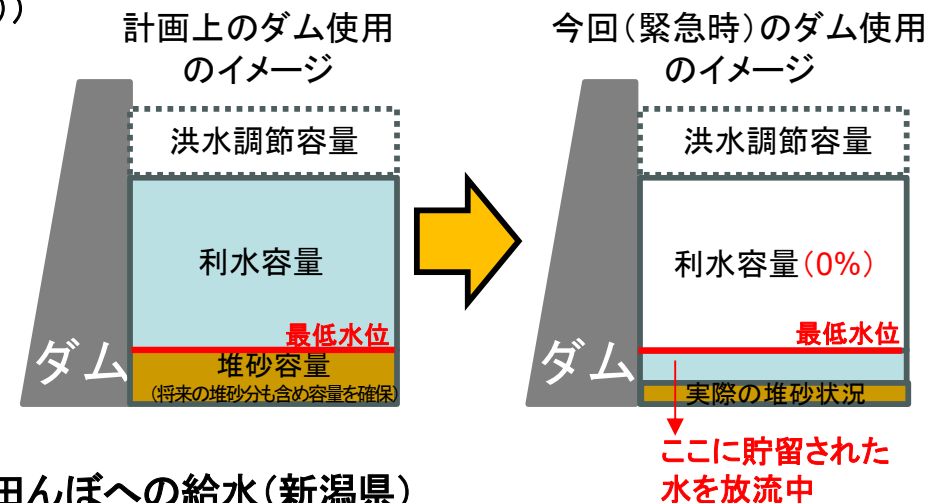 ))
計画上のダム使用
のイメージ
洪水調節容量
利水容量
最低水位
堆砂容量
(将来の堆砂分も含め容量を確保)
ダム
今回(緊急時)のダム使用
のイメージ
洪水調節容量
利水容量(0%)
最低水位
実際の堆砂状況
ダム
ここに貯留された
水を放流中
田んぼへの給水(新潟県)